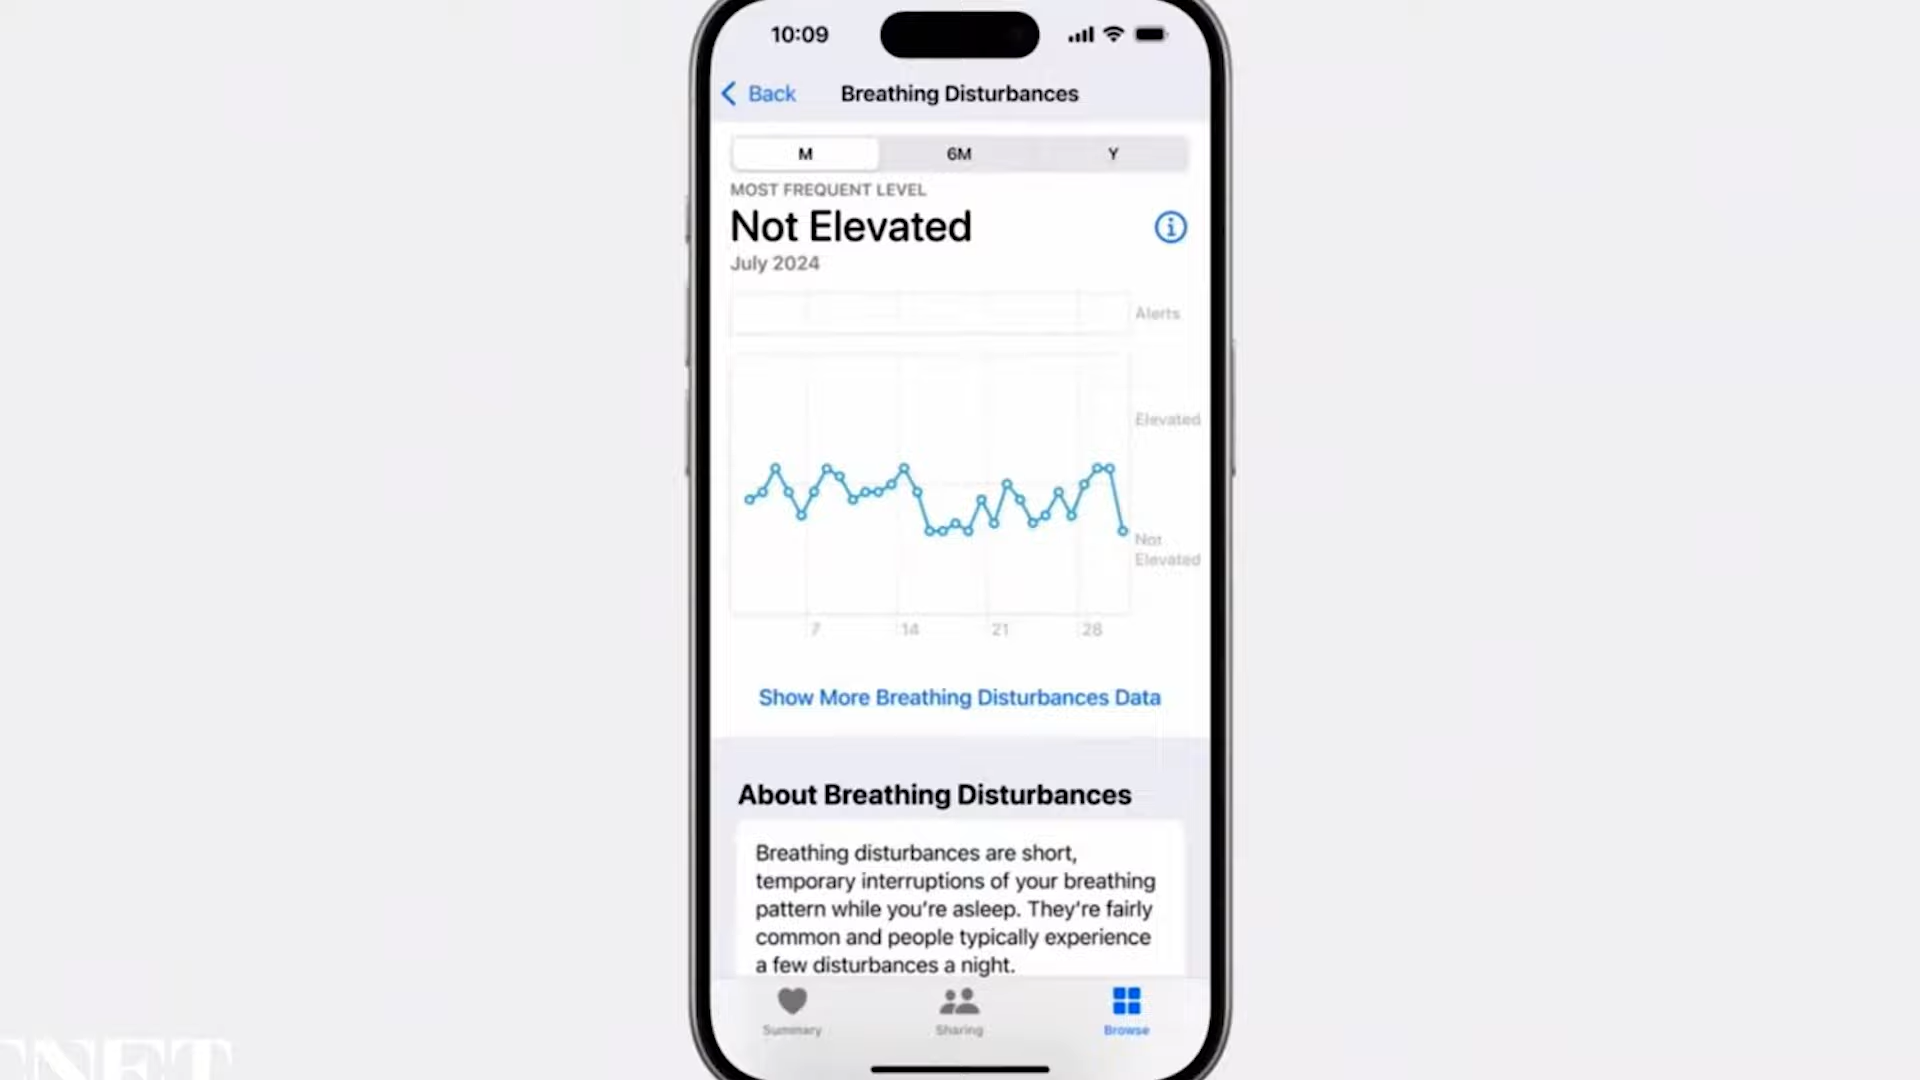 10:09
Back
Breathing Disturbances
M
6M
Y
MOST FREQUENT LEVEL
Not Elevated
July 2024
Alerts
Elevated
Not
Elevated
7
14
21
28
Show More Breathing Disturbances Data
About Breathing Disturbances
Breathing disturbances are short,
temporary interruptions of your breathing
pattern while you're asleep. They're fairly
common and people typically experience
a few disturbances a night.
Summary
Sharing
Browse
CNET